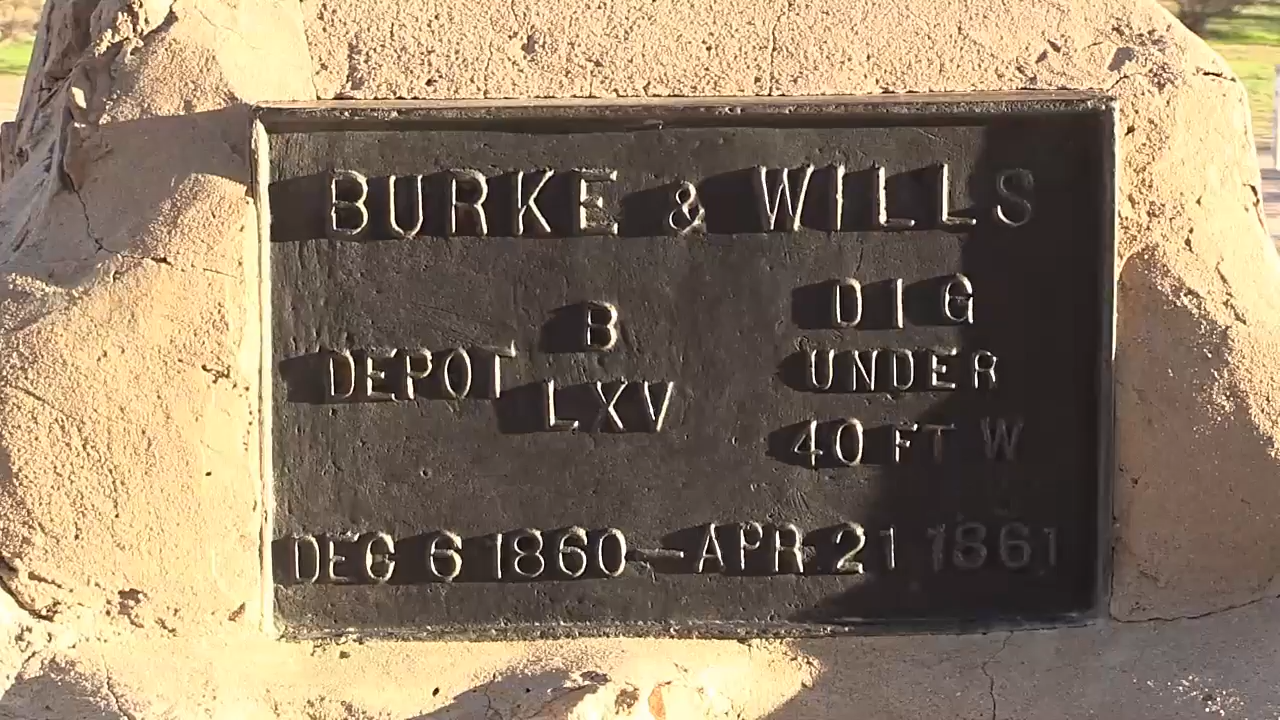 BURKE & WILLS
B
DEPOT
LXV
DIG
UNDER
40 FT W
DEC 6 1860 — APR 21 1861